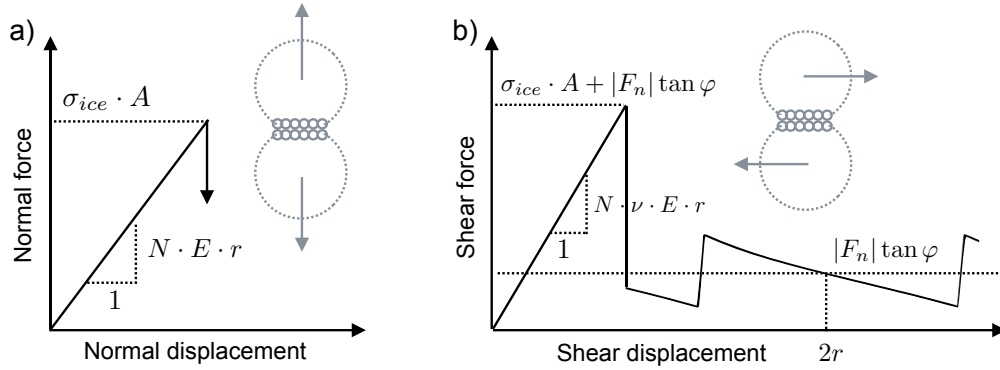 a)
Normal force
σ_ice · A
N · E · r
1
Normal displacement
b)
Shear force
σ_ice · A + |F_n| tan φ
N · ν · E · r
1
|F_n| tan φ
Shear displacement
2r